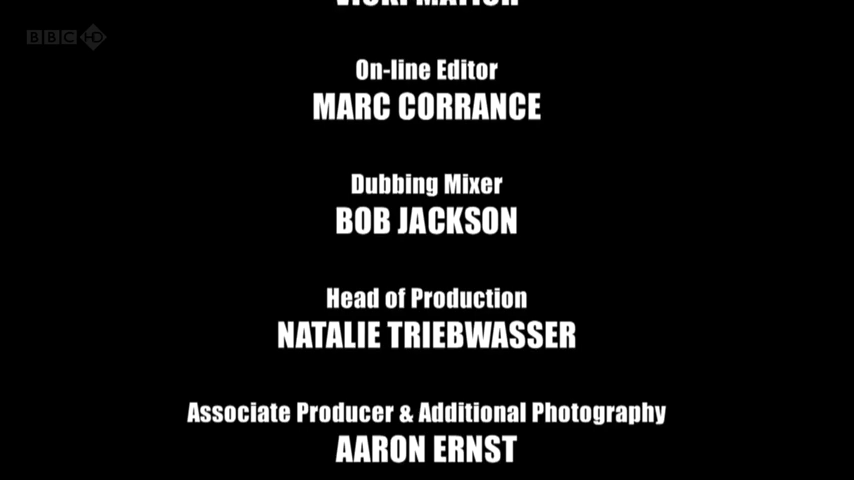 BBC HD
On-line Editor
MARC CORRANCE
Dubbing Mixer
BOB JACKSON
Head of Production
NATALIE TRIEBWASSER
Associate Producer & Additional Photography
AARON ERNST